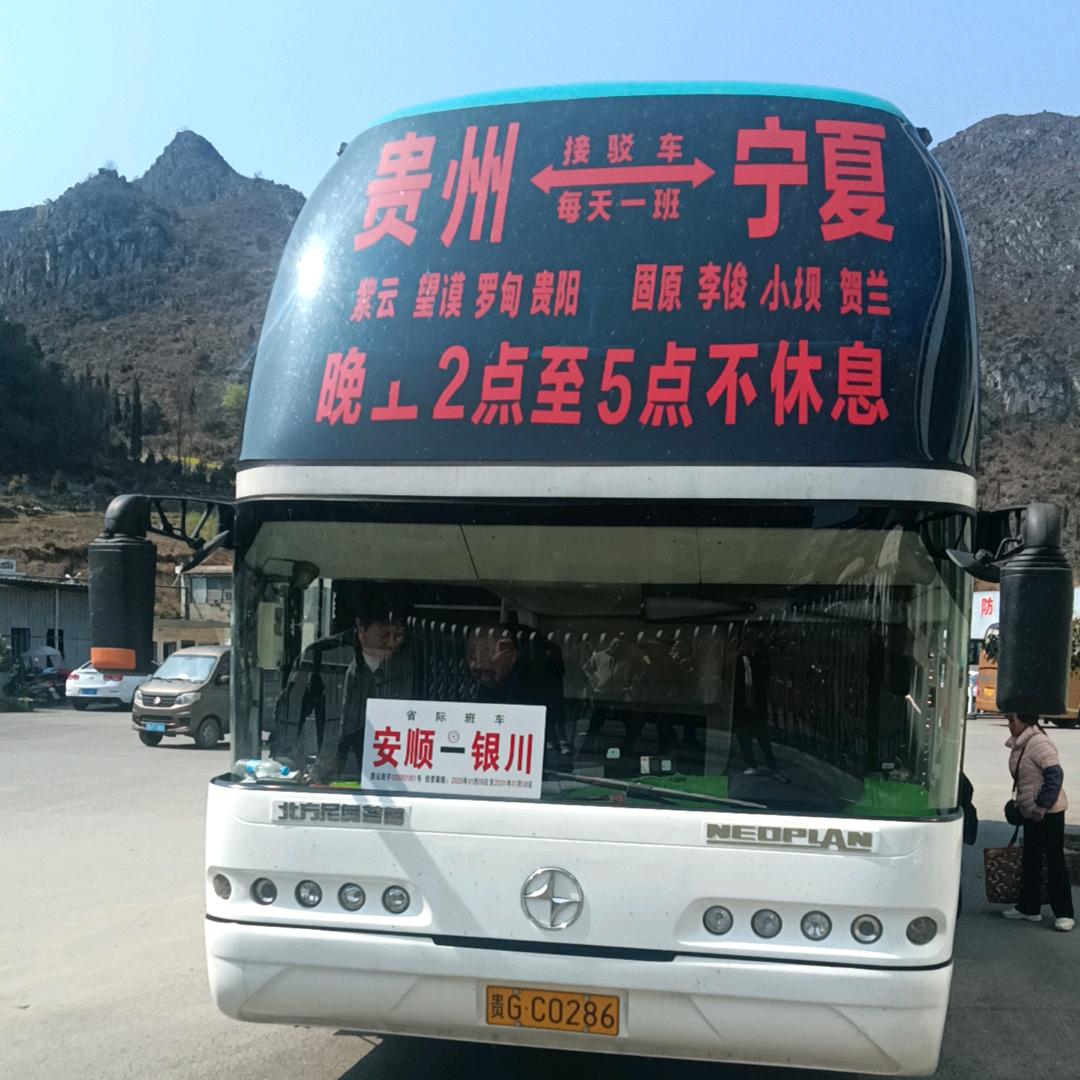 贵州 接驳车 宁夏
每天一班
紫云 望谟 罗甸 贵阳 固原 李俊 小坝 贺兰
晚上2点至5点不休息
防
省际班车
安顺—银川
北方尼奥普兰
NEOPLAN
贵G·C0286